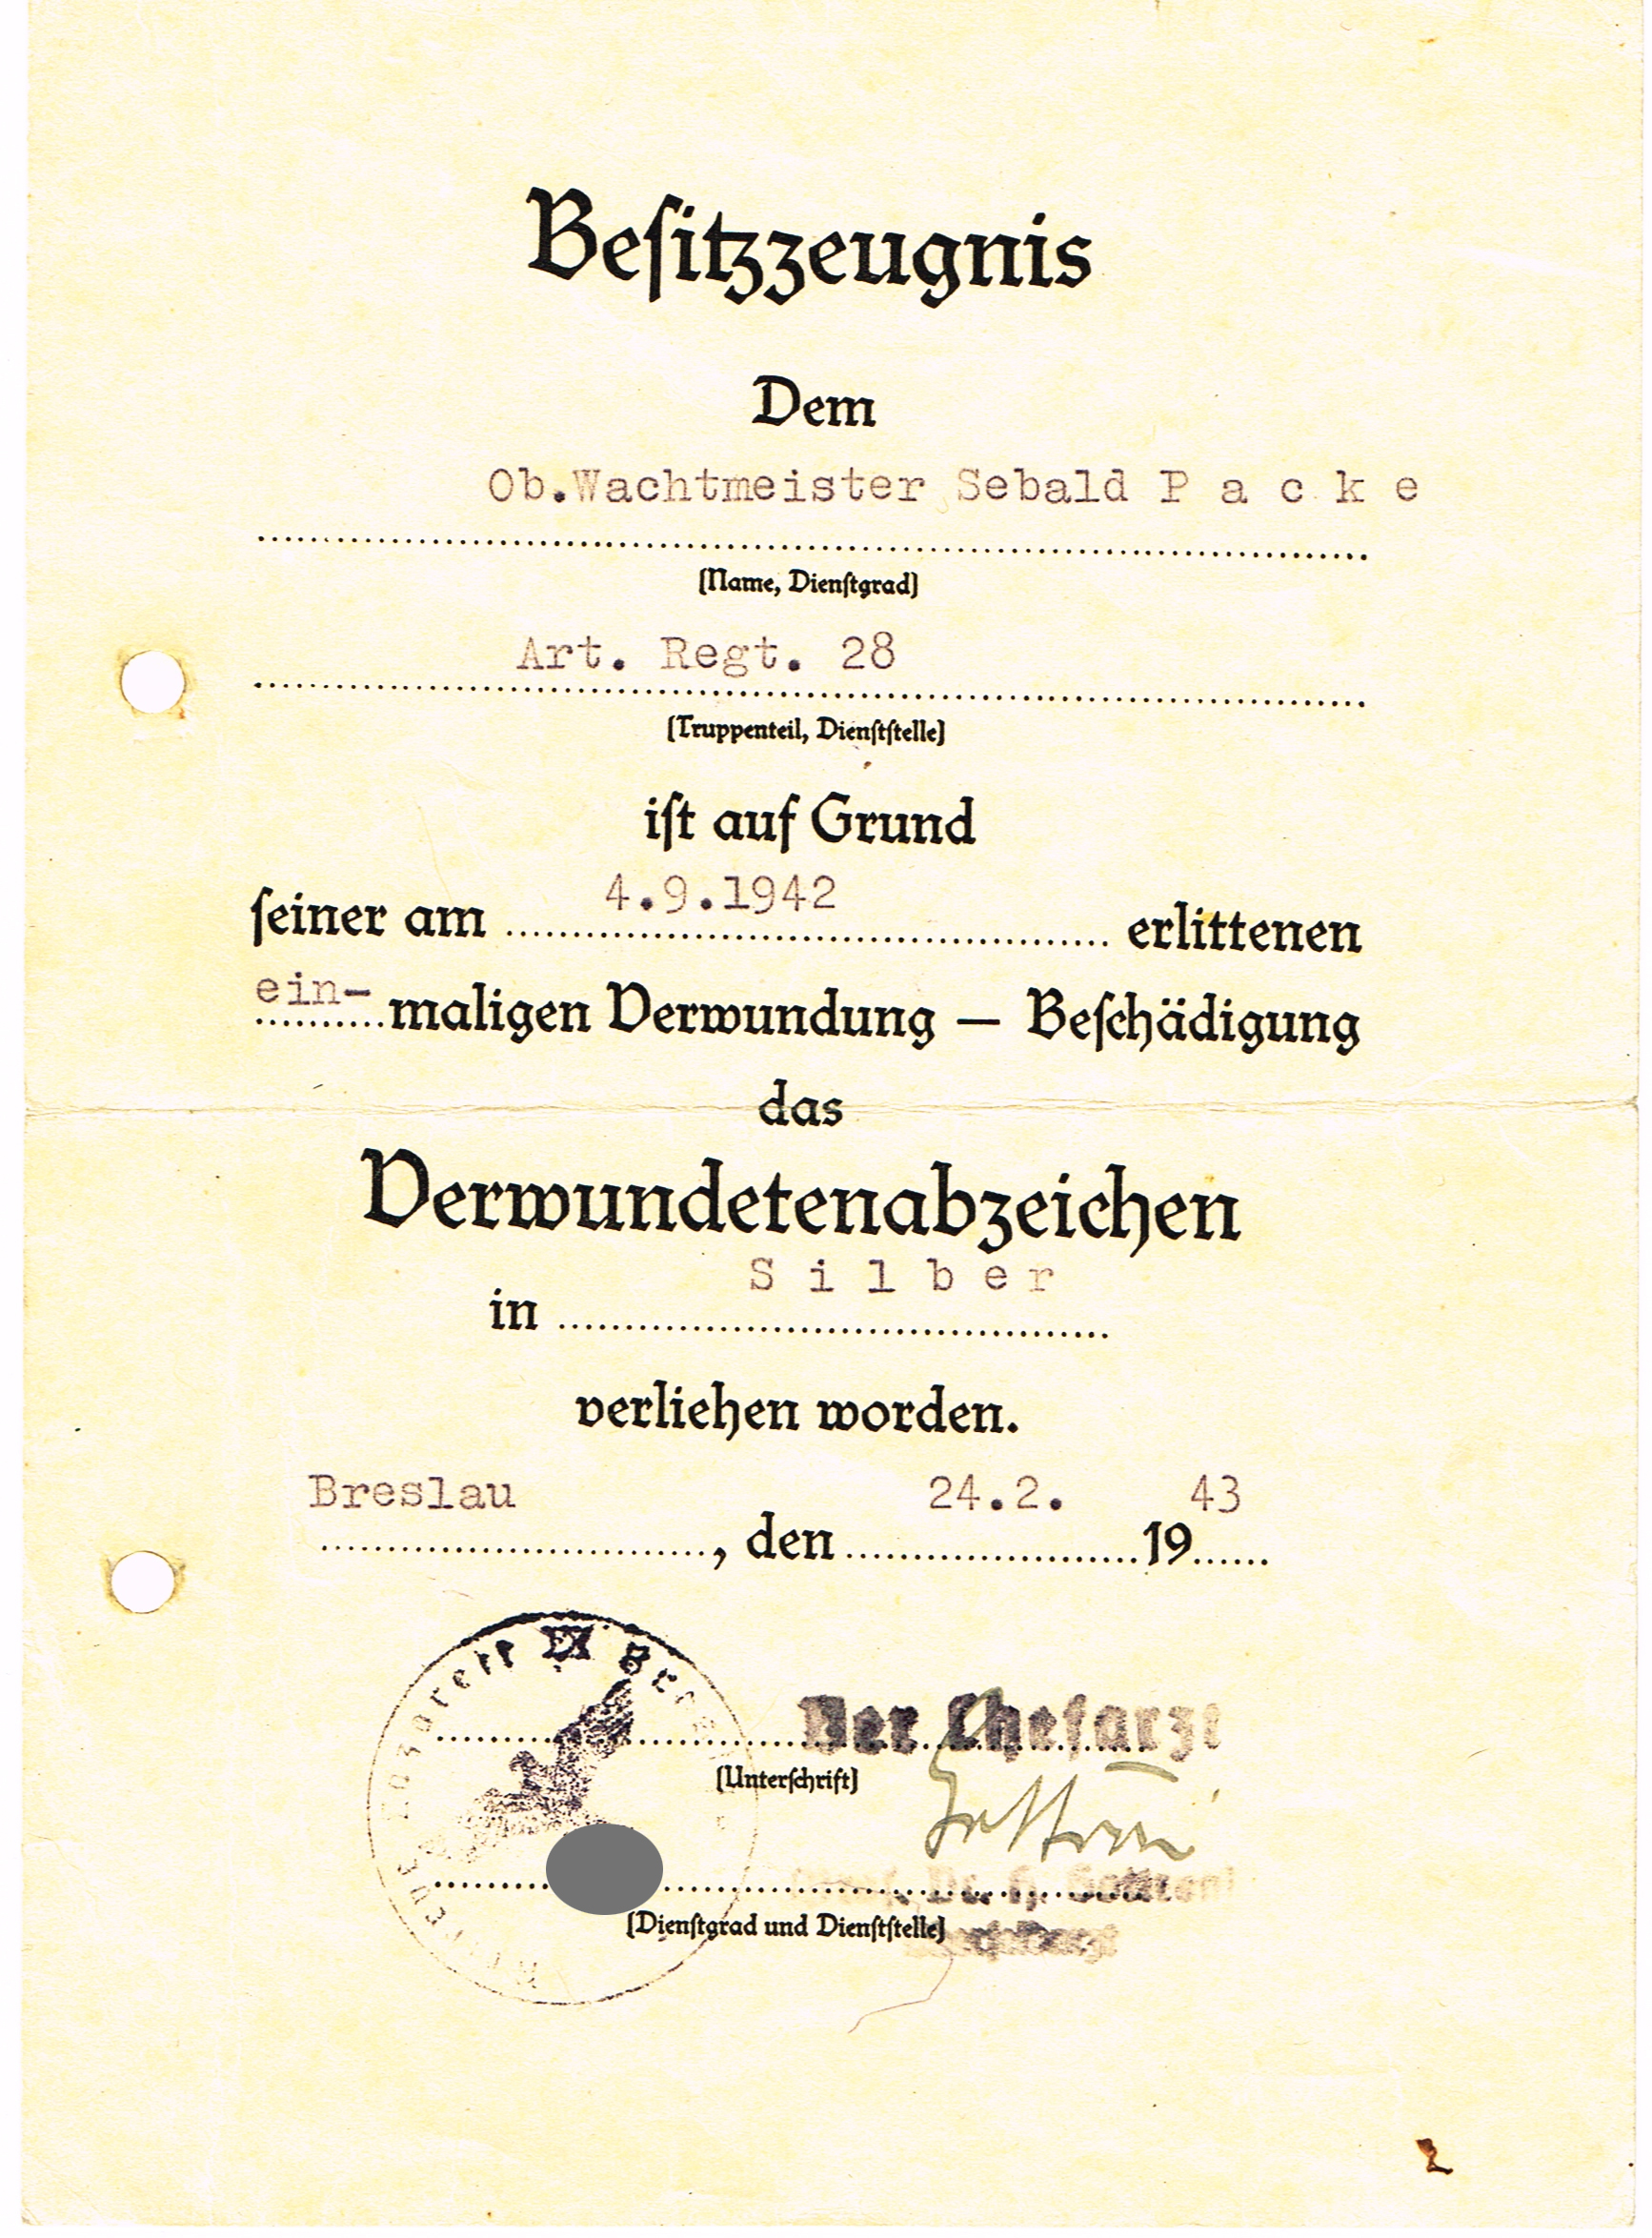 Beſitzzeugnis
Dem
Ob.Wachtmeister Sebald P a c k e
(Name, Dienſtgrad)
Art. Regt. 28
(Truppenteil, Dienſtſtelle)
iſt auf Grund
ſeiner am 4.9.1942 erlittenen
ein-maligen Verwundung — Beſchädigung
das
Verwundetenabzeichen
in S i l b e r
verliehen worden.
Breslau, den 24.2. 1943
Der Chefarzt
(Unterſchrift)
Dr. H.
(Dienſtgrad und Dienſtſtelle)